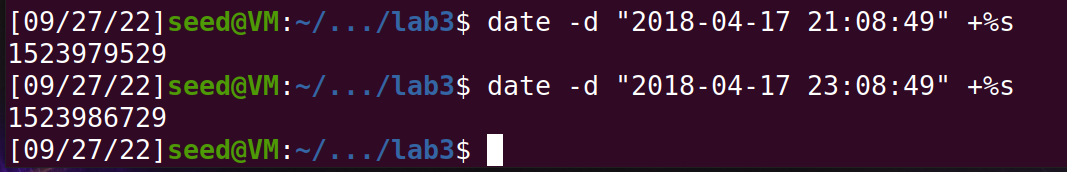 [09/27/22]seed@VM:~/.../lab3$ date -d "2018-04-17 21:08:49" +%s
1523979529
[09/27/22]seed@VM:~/.../lab3$ date -d "2018-04-17 23:08:49" +%s
1523986729
[09/27/22]seed@VM:~/.../lab3$